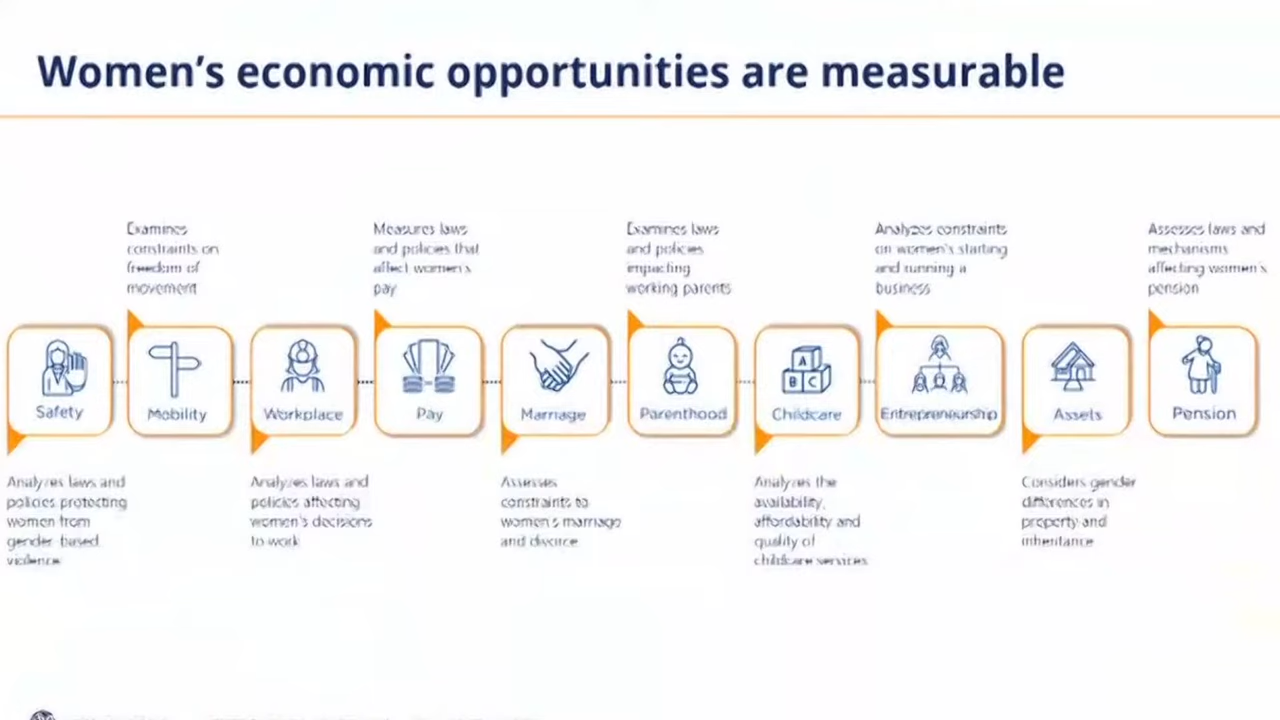 Women's economic opportunities are measurable
Examines
constraints on
freedom of
movement
Measures laws
and policies that
affect women's
pay
Examines laws
and policies
impacting
working parents
Analyzes constraints
on women's starting
and running a
business
Assesses laws and
mechanisms
affecting women's
pension
Safety
Mobility
Workplace
Pay
Marriage
Parenthood
A
B C
Childcare
Entrepreneurship
Assets
Pension
Analyzes laws and
policies protecting
women from
gender-based
violence
Analyzes laws and
policies affecting
women's decisions
to work
Assesses
constraints to
women's marriage
and divorce
Analyzes the
availability,
affordability and
quality of
childcare services
Considers gender
differences in
property and
inheritance